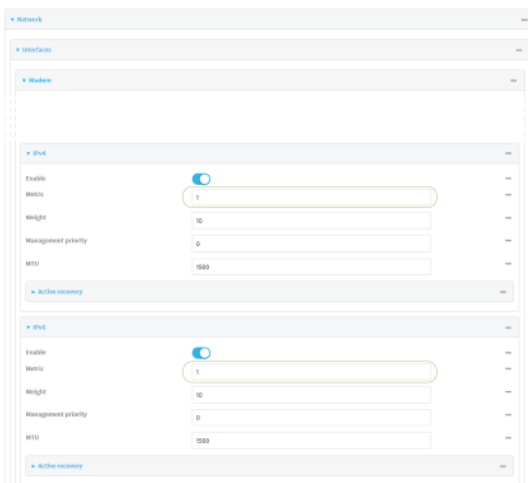 Network
Interfaces
Modem
IPv4
Enable
Metric
1
Weight
10
Management priority
0
MTU
1500
Active recovery
IPv6
Enable
Metric
1
Weight
10
Management priority
0
MTU
1500
Active recovery